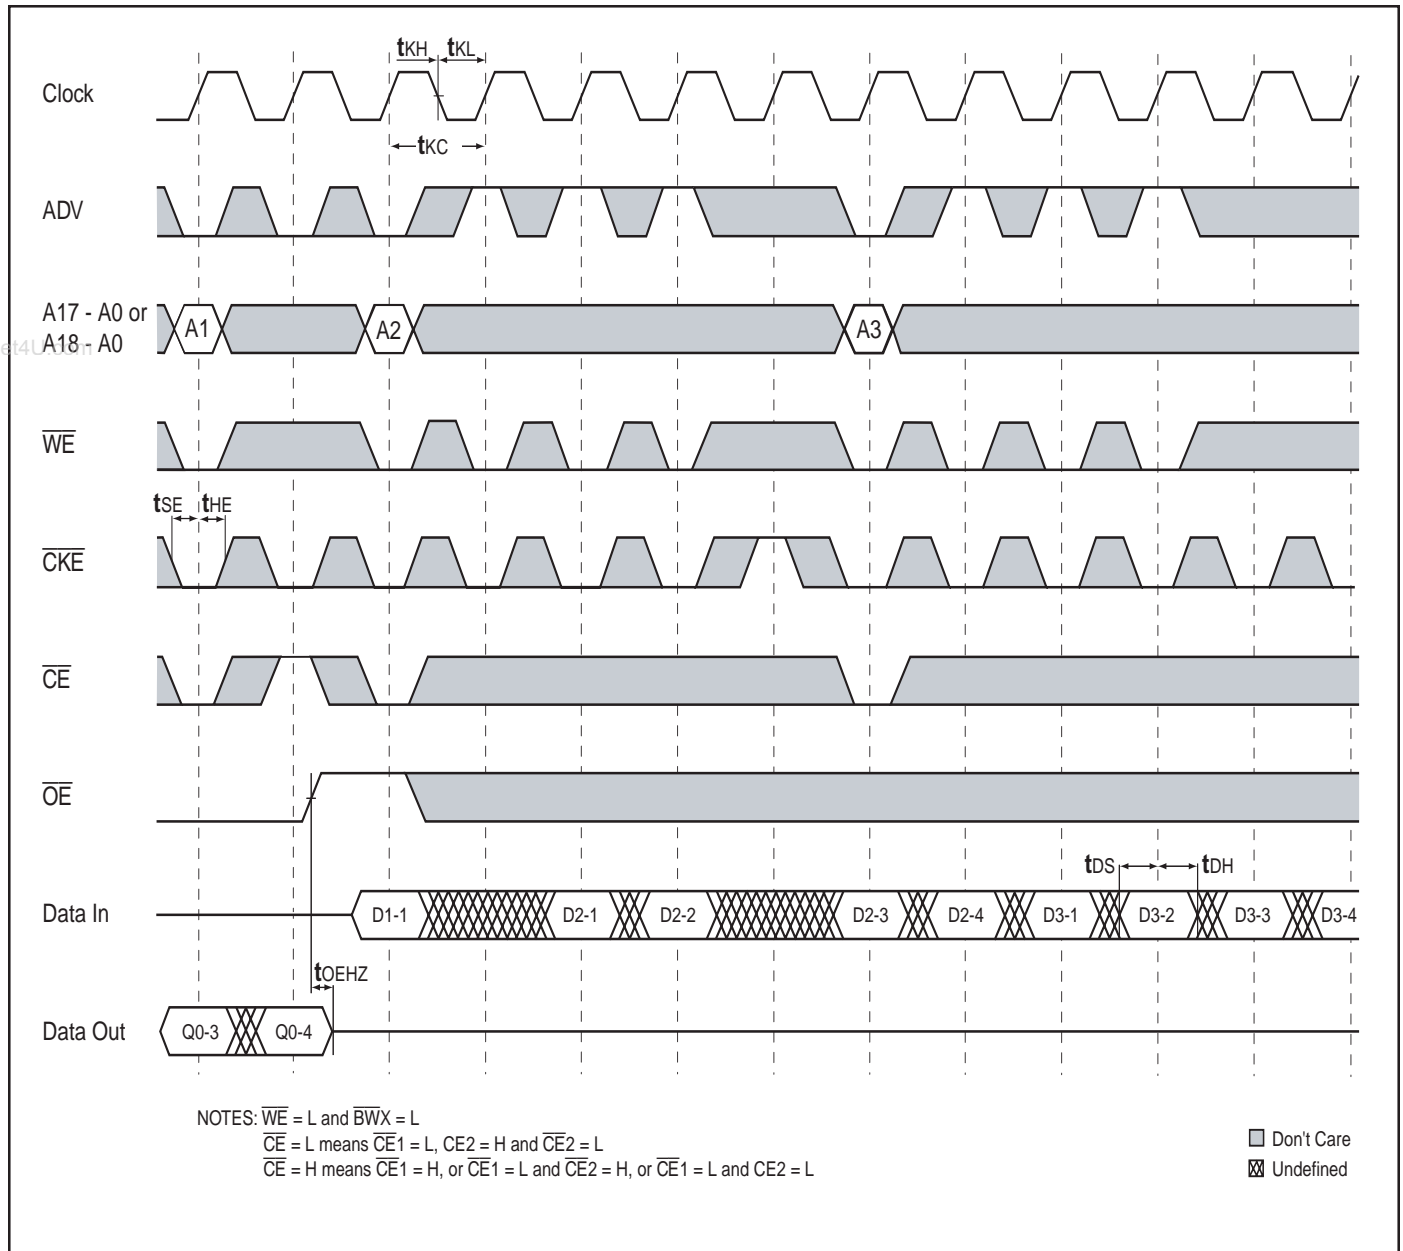 tKH tKL
Clock
tKC
ADV
A17 - A0 or
A18 - A0
A1 A2 A3
et4U.com
WE
tSE tHE
CKE
CE
OE
tDS tDH
Data In
D1-1 D2-1 D2-2 D2-3 D2-4 D3-1 D3-2 D3-3 D3-4
tOEHZ
Data Out
Q0-3 Q0-4
NOTES: WE = L and BWX = L
CE = L means CE1 = L, CE2 = H and CE2 = L
CE = H means CE1 = H, or CE1 = L and CE2 = H, or CE1 = L and CE2 = L
Don't Care
Undefined